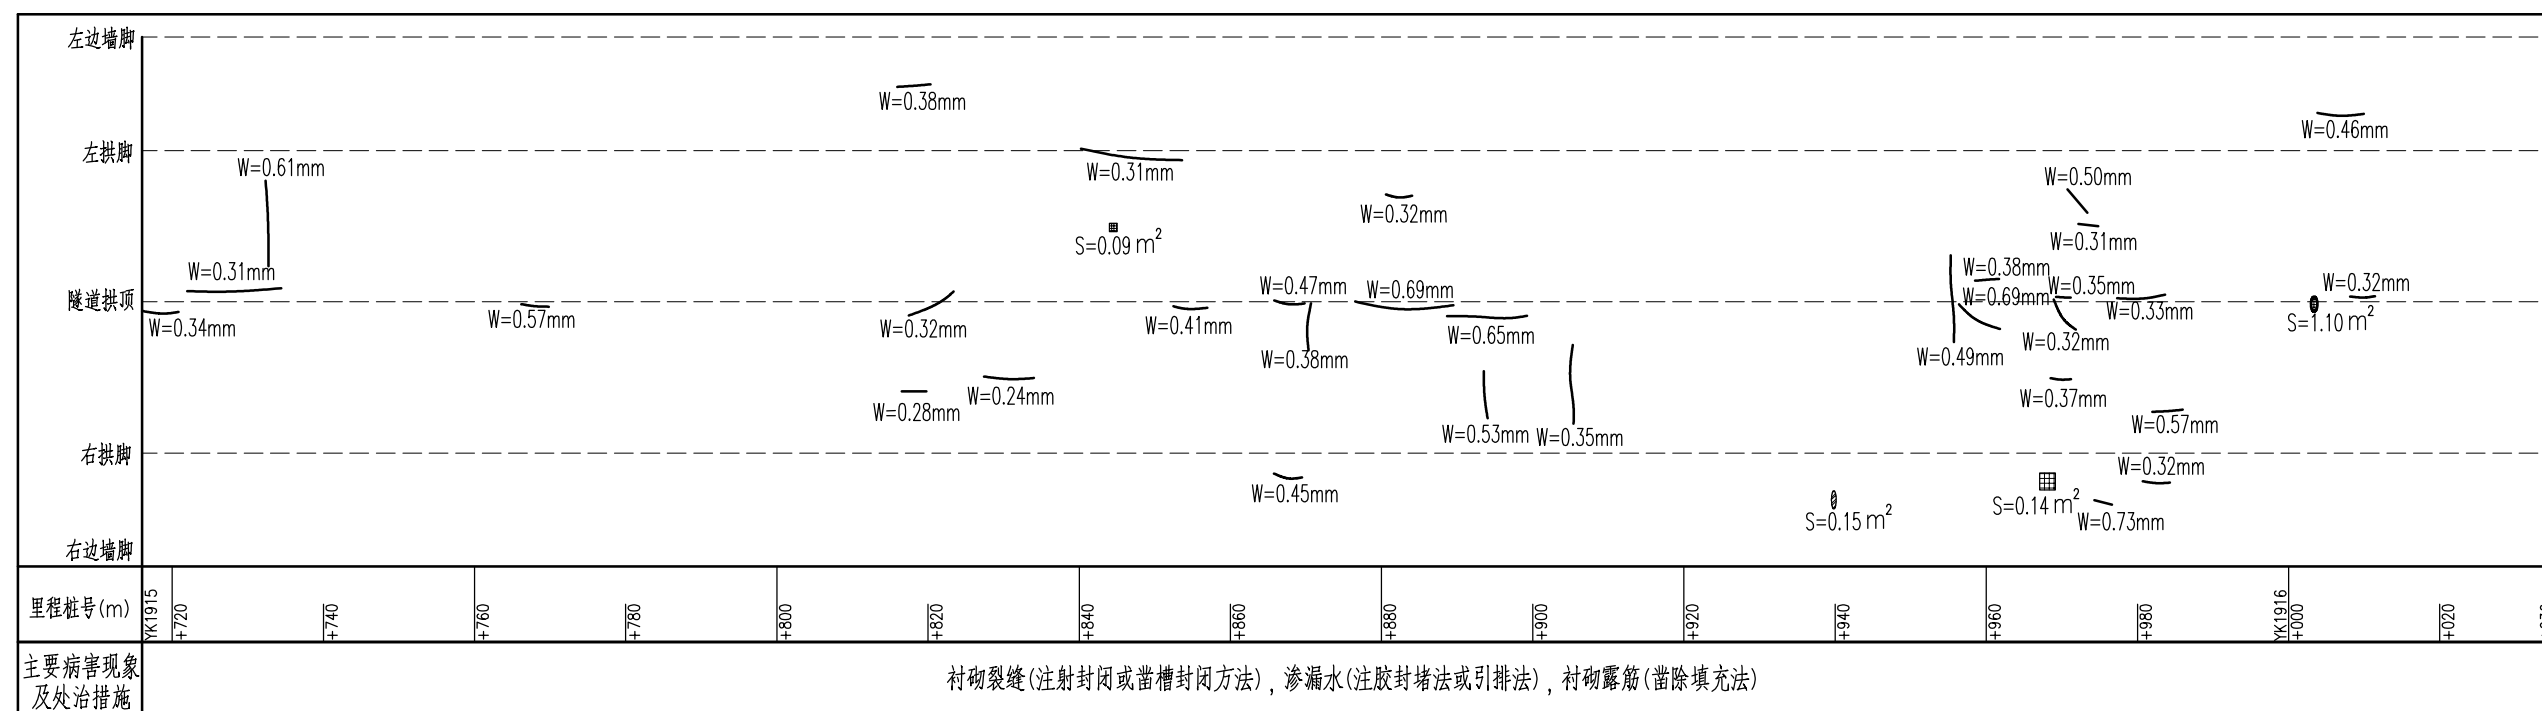 左边墙脚
W=0.38mm
W=0.46mm
左拱脚
W=0.61mm
W=0.31mm
W=0.50mm
W=0.32mm
S=0.09 m²
W=0.31mm
W=0.31mm
W=0.38mm
W=0.47mm
W=0.69mm
W=0.35mm
W=0.32mm
隧道拱顶
W=0.69mm
W=0.33mm
W=0.34mm
W=0.57mm
W=0.32mm
W=0.41mm
W=0.65mm
S=1.10 m²
W=0.38mm
W=0.49mm
W=0.32mm
W=0.28mm
W=0.24mm
W=0.37mm
W=0.53mm
W=0.35mm
W=0.57mm
右拱脚
W=0.32mm
W=0.45mm
S=0.15 m²
S=0.14 m²
W=0.73mm
右边墙脚
里程桩号(m)
YK1915
+720
+740
+760
+780
+800
+820
+840
+860
+880
+900
+920
+940
+960
+980
YK1916
+000
+020
主要病害现象
及处治措施
衬砌裂缝(注射封闭或凿槽封闭方法)，渗漏水(注胶封堵法或引排法)，衬砌露筋(凿除填充法)